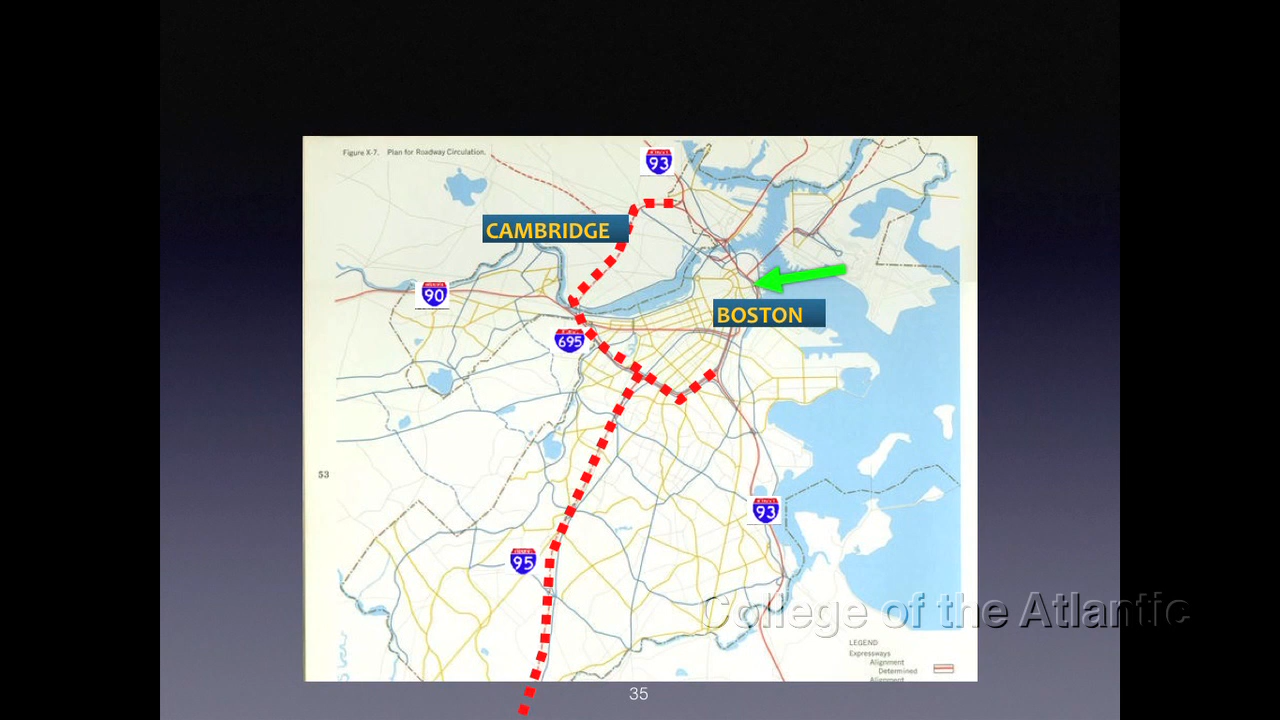 Figure X-7. Plan for Roadway Circulation.
93
CAMBRIDGE
90
BOSTON
695
53
93
95
College of the Atlantic
LEGEND
Expressways
Alignment
Determined
Alignment
35